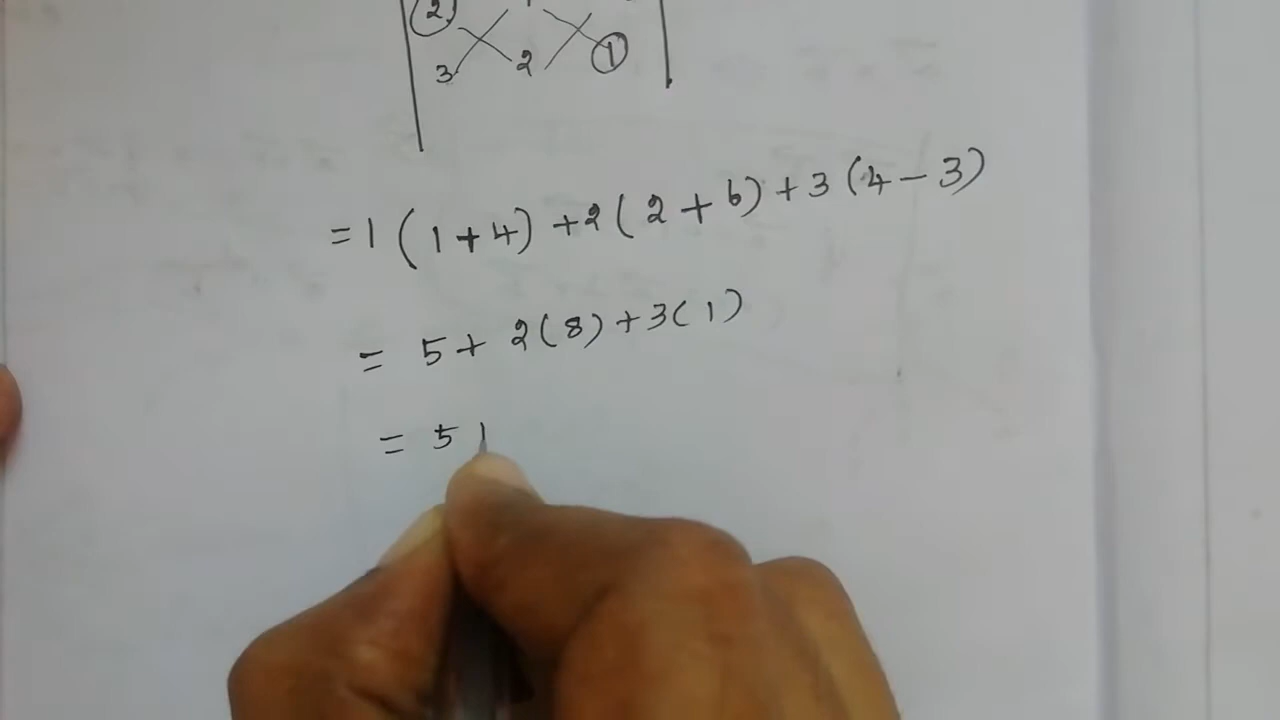 2
3 2 1
= 1 ( 1 + 4 ) + 2 ( 2 + 6 ) + 3 ( 4 − 3 )
= 5 + 2 ( 8 ) + 3 ( 1 )
= 5